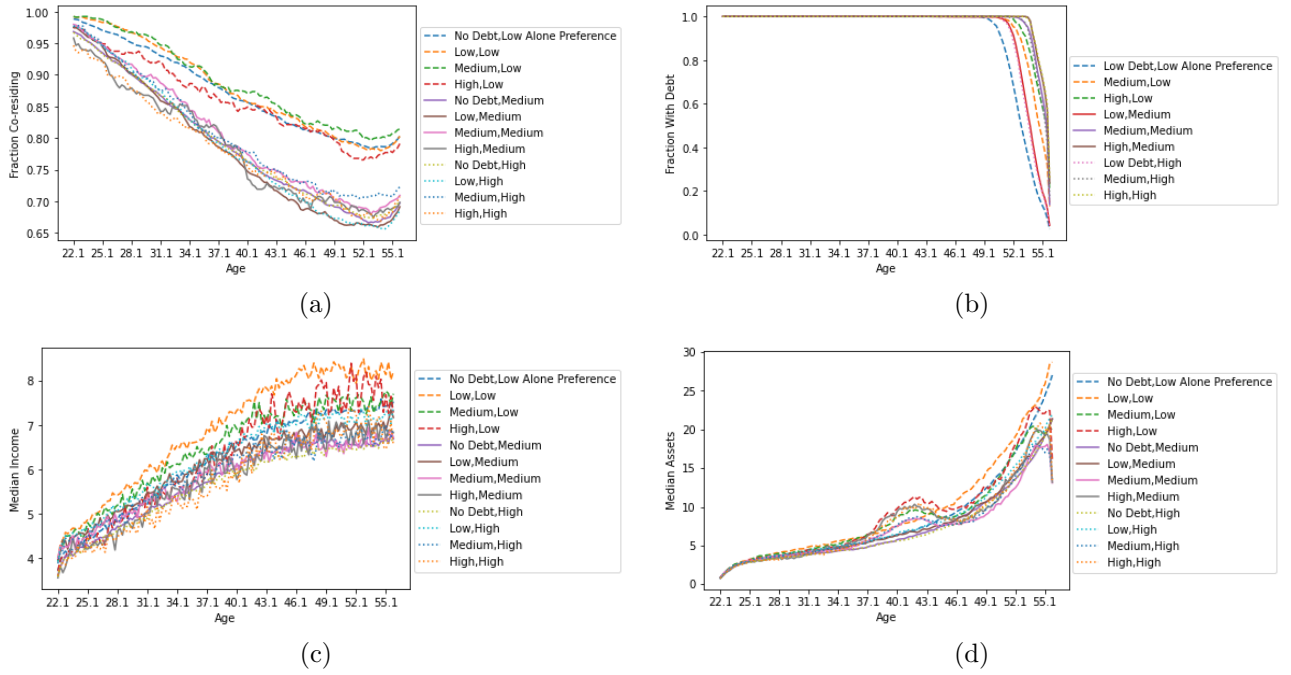 1.00
0.95
0.90
0.85
0.80
0.75
0.70
0.65
Fraction Co-residing
22.1 25.1 28.1 31.1 34.1 37.1 40.1 43.1 46.1 49.1 52.1 55.1
Age
No Debt,Low Alone Preference
Low,Low
Medium,Low
High,Low
No Debt,Medium
Low,Medium
Medium,Medium
High,Medium
No Debt,High
Low,High
Medium,High
High,High
(a)
1.0
0.8
0.6
0.4
0.2
0.0
Fraction With Debt
22.1 25.1 28.1 31.1 34.1 37.1 40.1 43.1 46.1 49.1 52.1 55.1
Age
Low Debt,Low Alone Preference
Medium,Low
High,Low
Low,Medium
Medium,Medium
High,Medium
Low Debt,High
Medium,High
High,High
(b)
8
7
6
5
4
Median Income
22.1 25.1 28.1 31.1 34.1 37.1 40.1 43.1 46.1 49.1 52.1 55.1
Age
No Debt,Low Alone Preference
Low,Low
Medium,Low
High,Low
No Debt,Medium
Low,Medium
Medium,Medium
High,Medium
No Debt,High
Low,High
Medium,High
High,High
(c)
30
25
20
15
10
5
0
Median Assets
22.1 25.1 28.1 31.1 34.1 37.1 40.1 43.1 46.1 49.1 52.1 55.1
Age
No Debt,Low Alone Preference
Low,Low
Medium,Low
High,Low
No Debt,Medium
Low,Medium
Medium,Medium
High,Medium
No Debt,High
Low,High
Medium,High
High,High
(d)